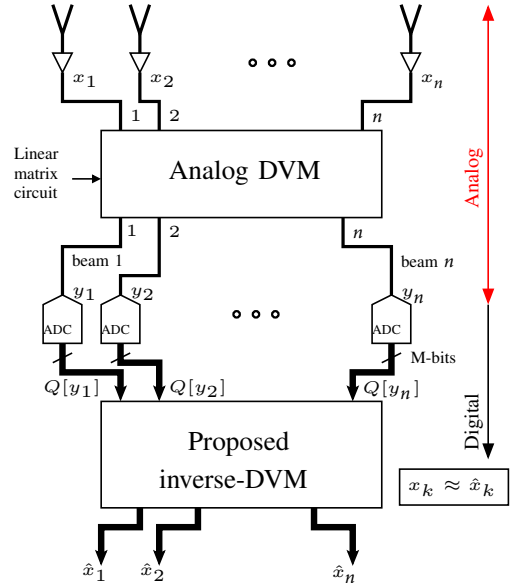 x₁ x₂ xₙ
1 2 n
Linear
matrix
circuit
Analog DVM
Analog
1 2 n
beam 1 beam n
y₁ y₂ yₙ
ADC ADC ADC
M-bits
Q[y₁] Q[y₂] Q[yₙ]
Digital
Proposed
inverse-DVM
xₖ ≈ x̂ₖ
x̂₁ x̂₂ x̂ₙ